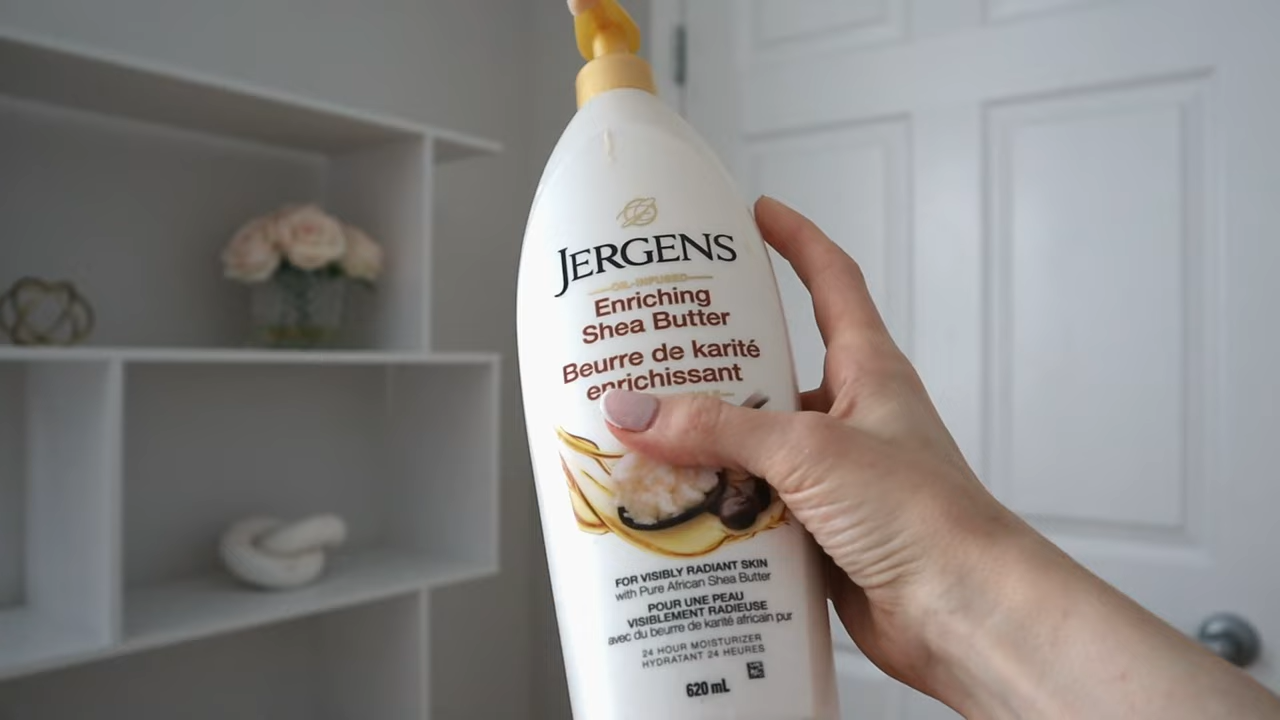 JERGENS
OIL-INFUSED
Enriching
Shea Butter
Beurre de karité
enrichissant
FOR VISIBLY RADIANT SKIN
with Pure African Shea Butter
POUR UNE PEAU
VISIBLEMENT RADIEUSE
avec du beurre de karité africain pur
24 HOUR MOISTURIZER
HYDRATANT 24 HEURES
620 mL